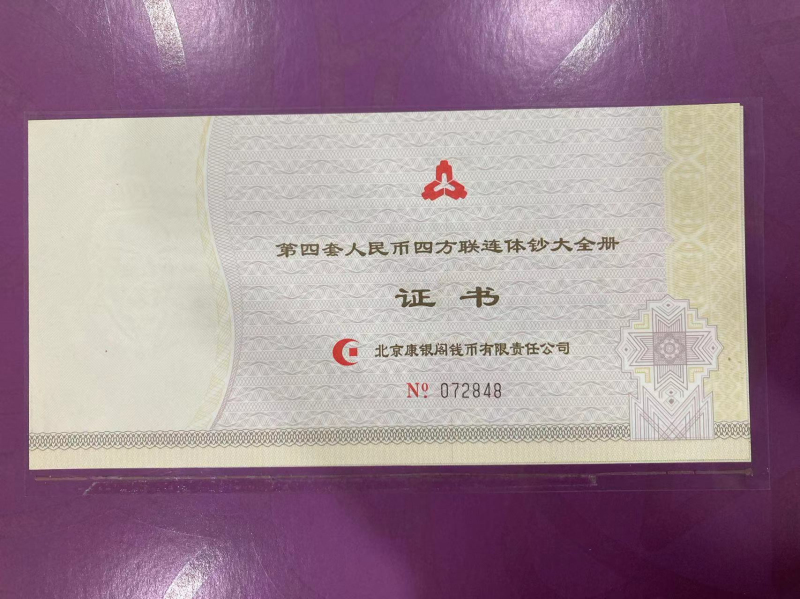 第四套人民币四方联连体钞大全册
证书
北京康银阁钱币有限责任公司
Nº 072848